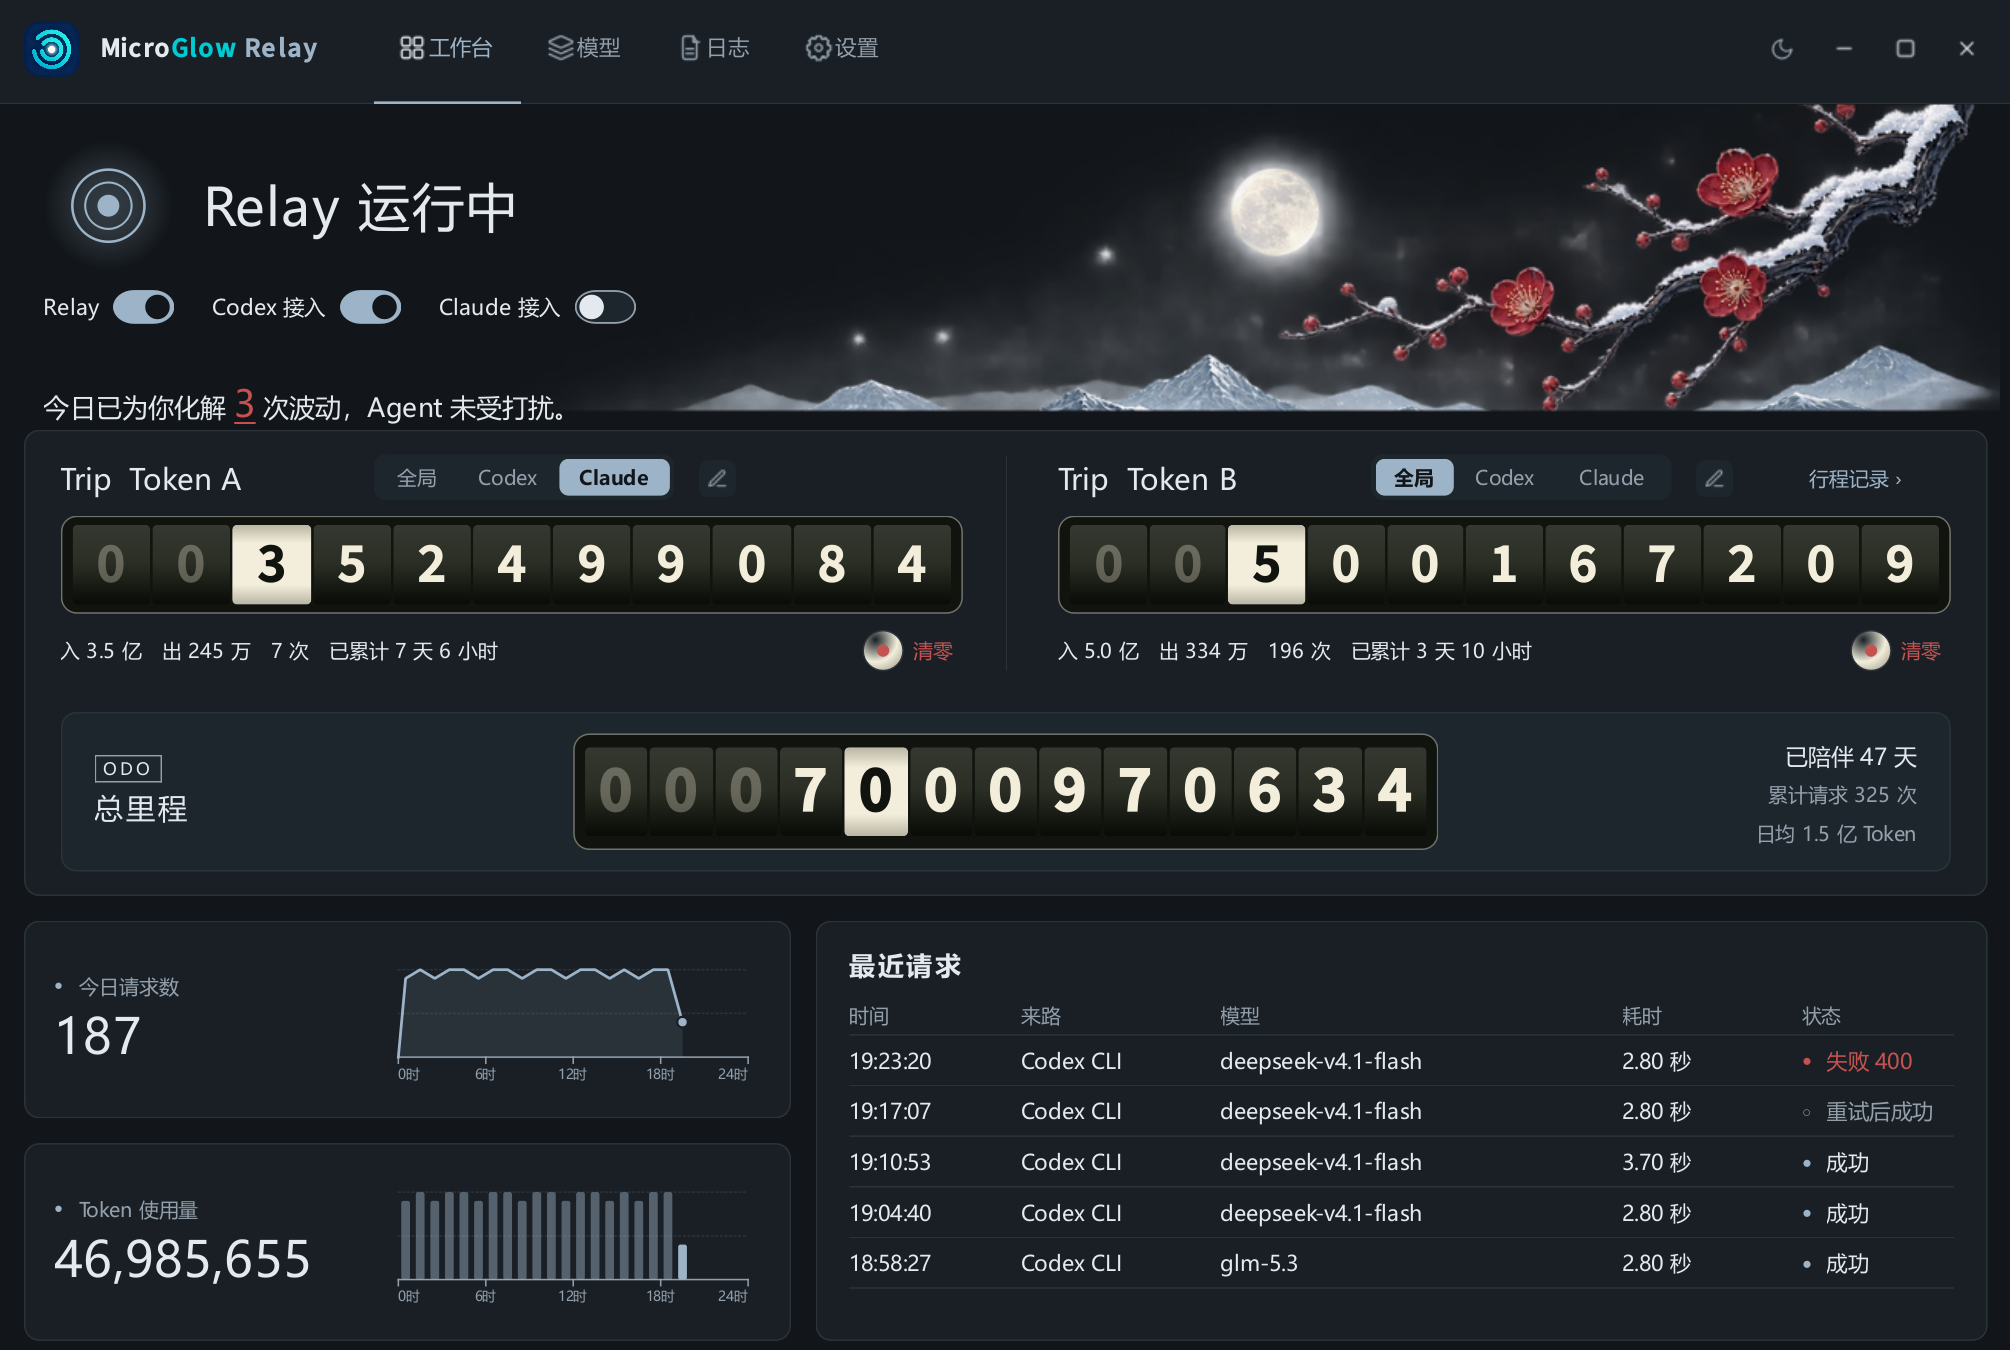 MicroGlow Relay
工作台
模型
日志
设置
Relay 运行中
Relay
Codex 接入
Claude 接入
今日已为你化解 3 次波动，Agent 未受打扰。
Trip Token A
全局
Codex
Claude
0 0 3 5 2 4 9 9 0 8 4
入 3.5 亿 出 245 万 7 次 已累计 7 天 6 小时
清零
Trip Token B
全局
Codex
Claude
行程记录 ›
0 0 5 0 0 1 6 7 2 0 9
入 5.0 亿 出 334 万 196 次 已累计 3 天 10 小时
清零
ODO
总里程
0 0 0 7 0 0 0 9 7 0 6 3 4
已陪伴 47 天
累计请求 325 次
日均 1.5 亿 Token
今日请求数
187
0时 6时 12时 18时 24时
Token 使用量
46,985,655
0时 6时 12时 18时 24时
最近请求
时间 来路 模型 耗时 状态
19:23:20 Codex CLI deepseek-v4.1-flash 2.80 秒 失败 400
19:17:07 Codex CLI deepseek-v4.1-flash 2.80 秒 重试后成功
19:10:53 Codex CLI deepseek-v4.1-flash 3.70 秒 成功
19:04:40 Codex CLI deepseek-v4.1-flash 2.80 秒 成功
18:58:27 Codex CLI glm-5.3 2.80 秒 成功